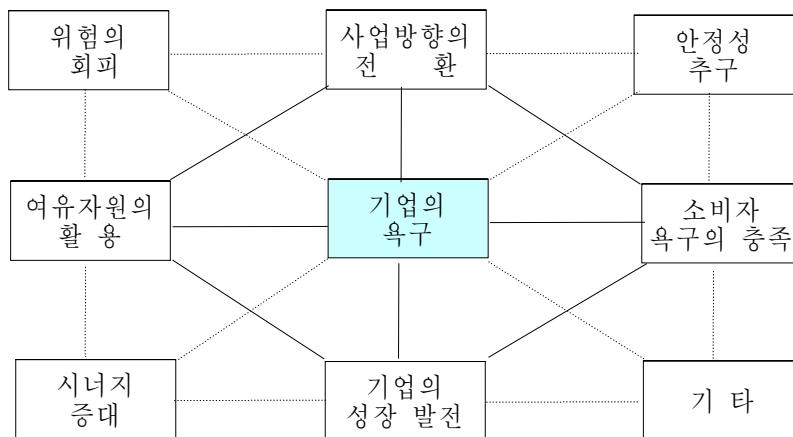 위험의
회피
사업방향의
전 환
안정성
추구
여유자원의
활 용
기업의
욕구
소비자
욕구의 충족
시너지
증대
기업의
성장 발전
기 타